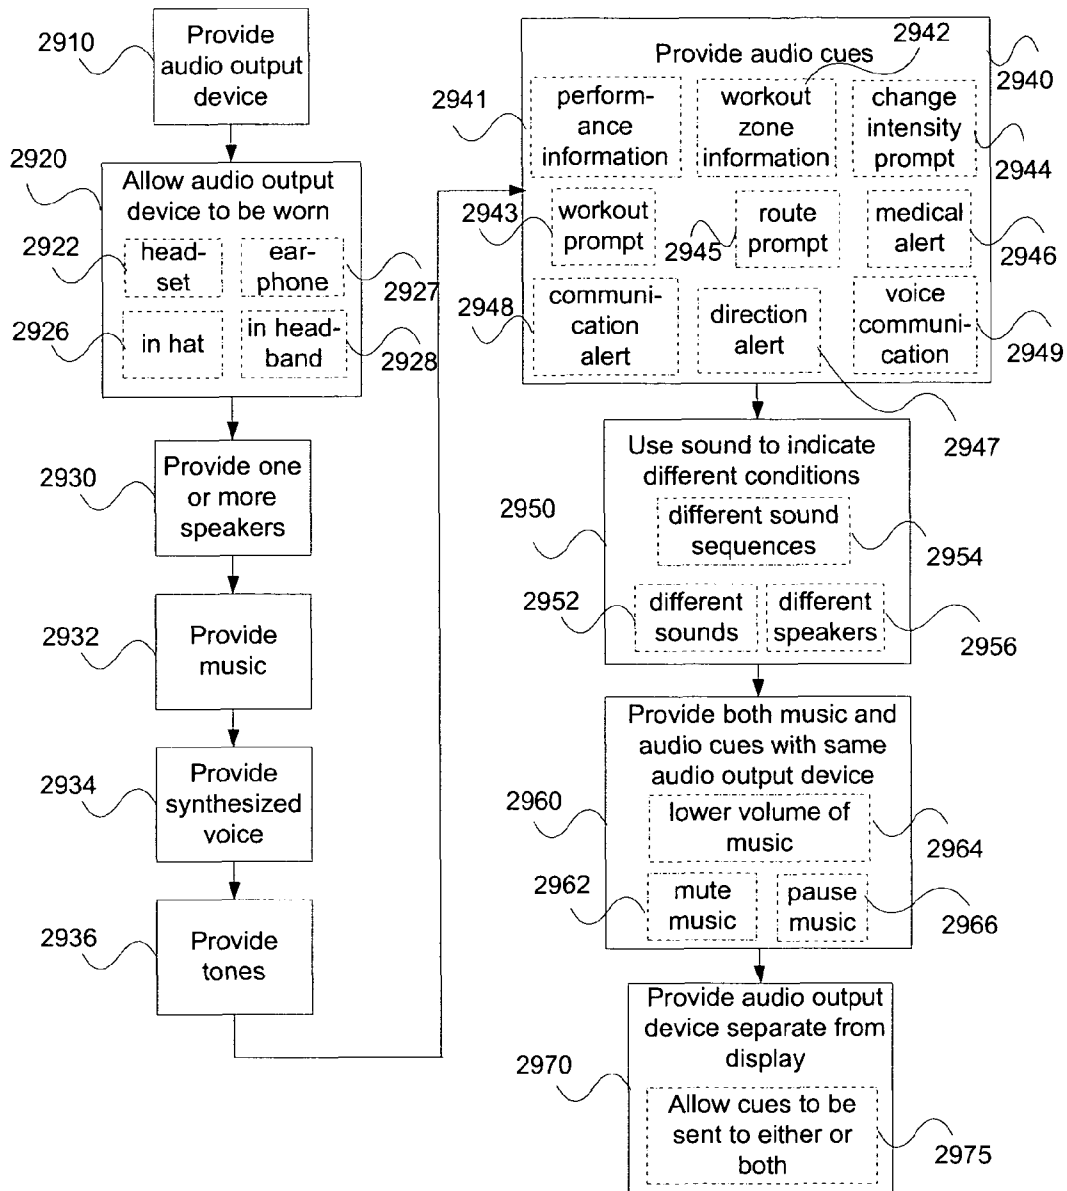 2910
Provide
audio output
device
2920
Allow audio output
device to be worn
2922
head-
set
ear-
phone
2927
2926
in hat
in head-
band
2928
2930
Provide one
or more
speakers
2932
Provide
music
2934
Provide
synthesized
voice
2936
Provide
tones
Provide audio cues
2940
2941
perform-
ance
information
2942
workout
zone
information
change
intensity
prompt
2944
2943
workout
prompt
2945
route
prompt
medical
alert
2946
2948
communi-
cation
alert
direction
alert
2947
voice
communi-
cation
2949
2950
Use sound to indicate
different conditions
different sound
sequences
2954
2952
different
sounds
different
speakers
2956
2960
Provide both music and
audio cues with same
audio output device
lower volume of
music
2964
2962
mute
music
pause
music
2966
2970
Provide audio output
device separate from
display
Allow cues to be
sent to either or
both
2975